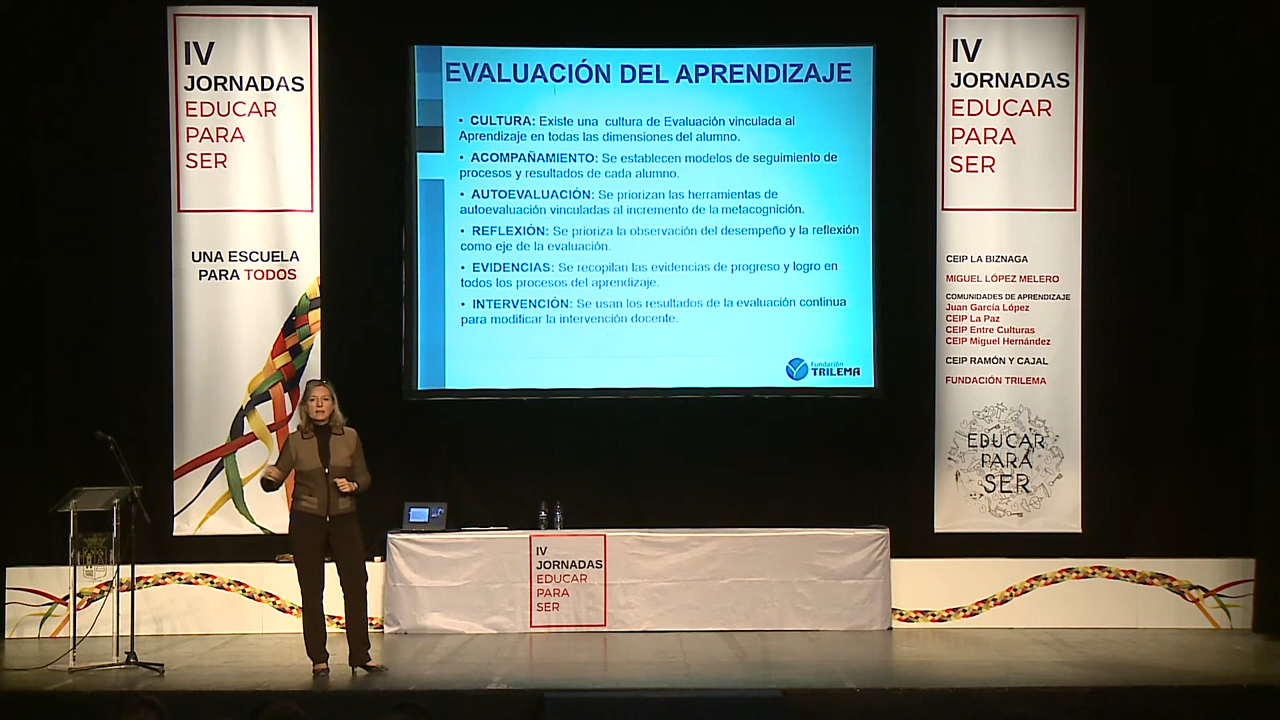 IV
JORNADAS
EDUCAR
PARA
SER
UNA ESCUELA
PARA TODOS
EVALUACIÓN DEL APRENDIZAJE
• CULTURA: Existe una cultura de Evaluación vinculada al
Aprendizaje en todas las dimensiones del alumno.
• ACOMPAÑAMIENTO: Se establecen modelos de seguimiento de
procesos y resultados de cada alumno.
• AUTOEVALUACIÓN: Se priorizan las herramientas de
autoevaluación vinculadas al incremento de la metacognición.
• REFLEXIÓN: Se prioriza la observación del desempeño y la reflexión
como eje de la evaluación.
• EVIDENCIAS: Se recopilan las evidencias de progreso y logro en
todos los procesos del aprendizaje.
• INTERVENCIÓN: Se usan los resultados de la evaluación continua
para modificar la intervención docente.
Fundación
TRILEMA
IV
JORNADAS
EDUCAR
PARA
SER
CEIP LA BIZNAGA
MIGUEL LÓPEZ MELERO
COMUNIDADES DE APRENDIZAJE
Juan García López
CEIP La Paz
CEIP Entre Culturas
CEIP Miguel Hernández
CEIP RAMÓN Y CAJAL
FUNDACIÓN TRILEMA
EDUCAR
PARA
SER
IV
JORNADAS
EDUCAR
PARA
SER